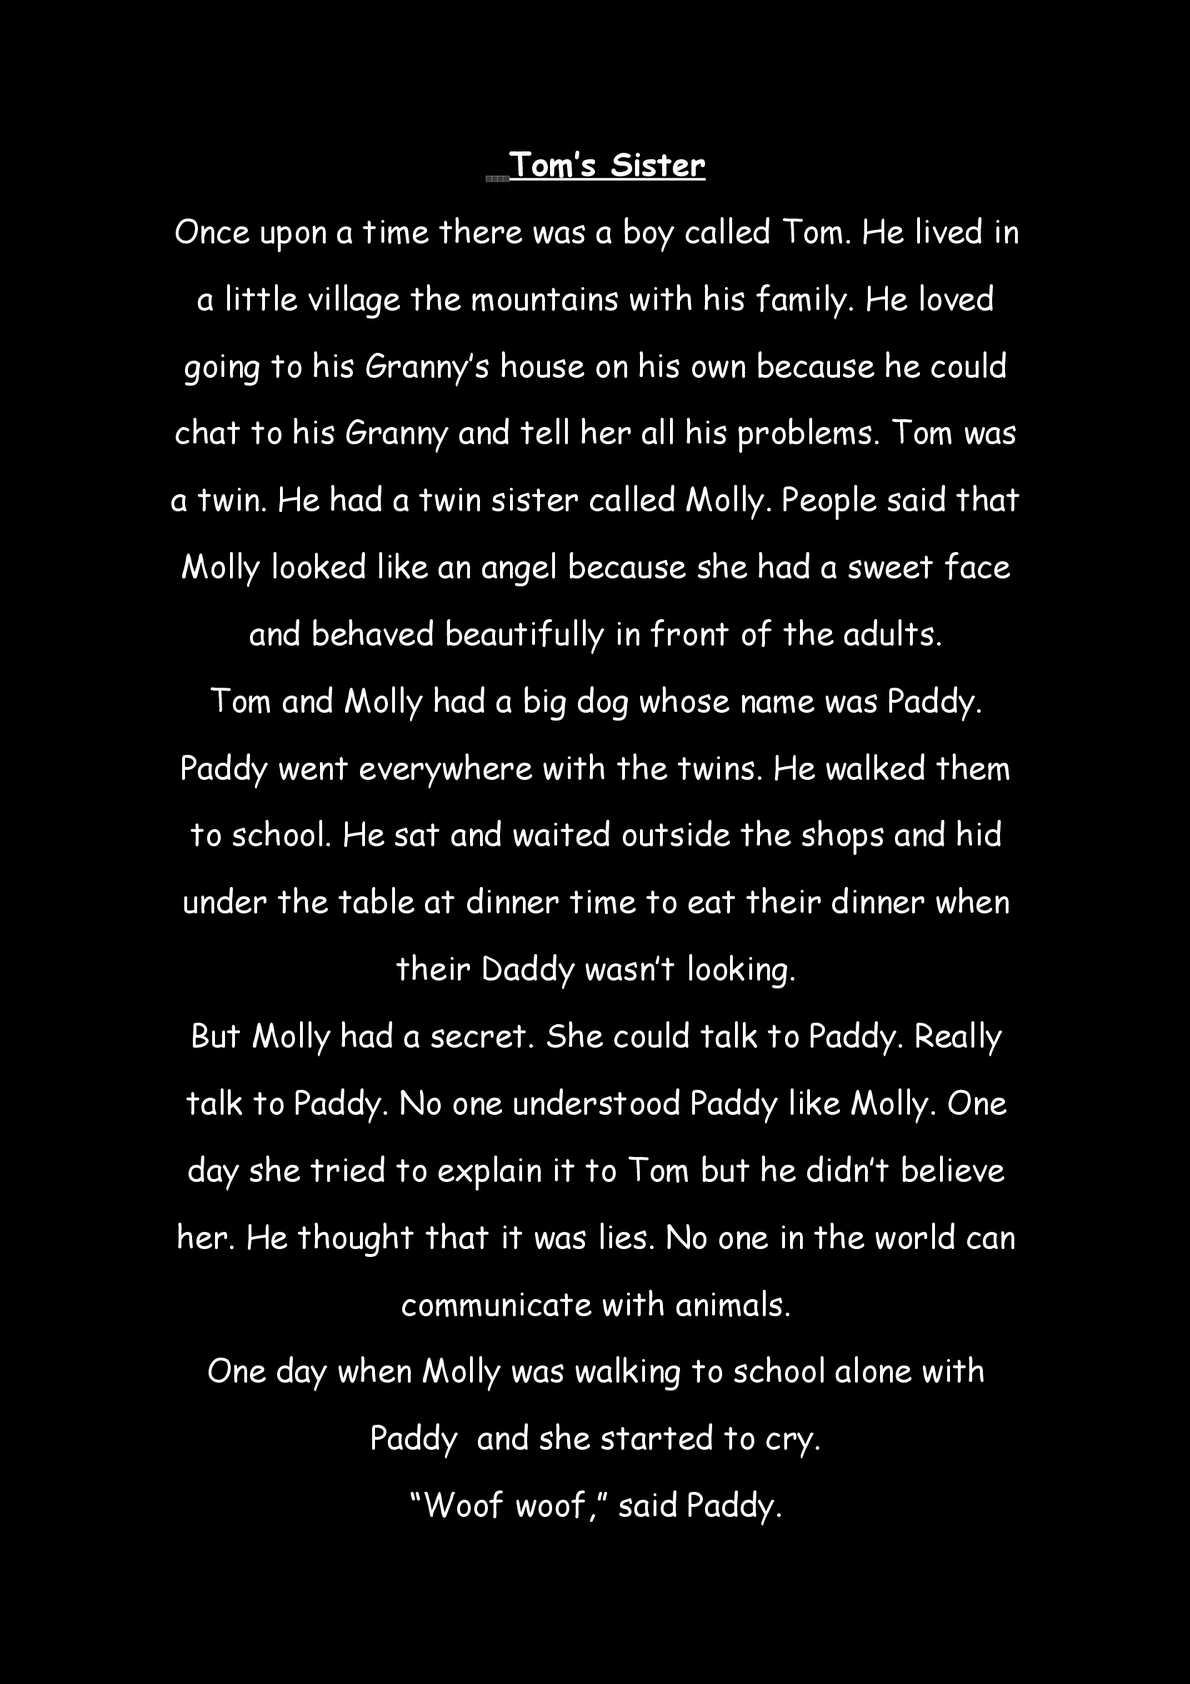 Tom's Sister
Once upon a time there was a boy called Tom. He lived in
a little village the mountains with his family. He loved
going to his Granny's house on his own because he could
chat to his Granny and tell her all his problems. Tom was
a twin. He had a twin sister called Molly. People said that
Molly looked like an angel because she had a sweet face
and behaved beautifully in front of the adults.
Tom and Molly had a big dog whose name was Paddy.
Paddy went everywhere with the twins. He walked them
to school. He sat and waited outside the shops and hid
under the table at dinner time to eat their dinner when
their Daddy wasn't looking.
But Molly had a secret. She could talk to Paddy. Really
talk to Paddy. No one understood Paddy like Molly. One
day she tried to explain it to Tom but he didn't believe
her. He thought that it was lies. No one in the world can
communicate with animals.
One day when Molly was walking to school alone with
Paddy  and she started to cry.
“Woof woof,” said Paddy.